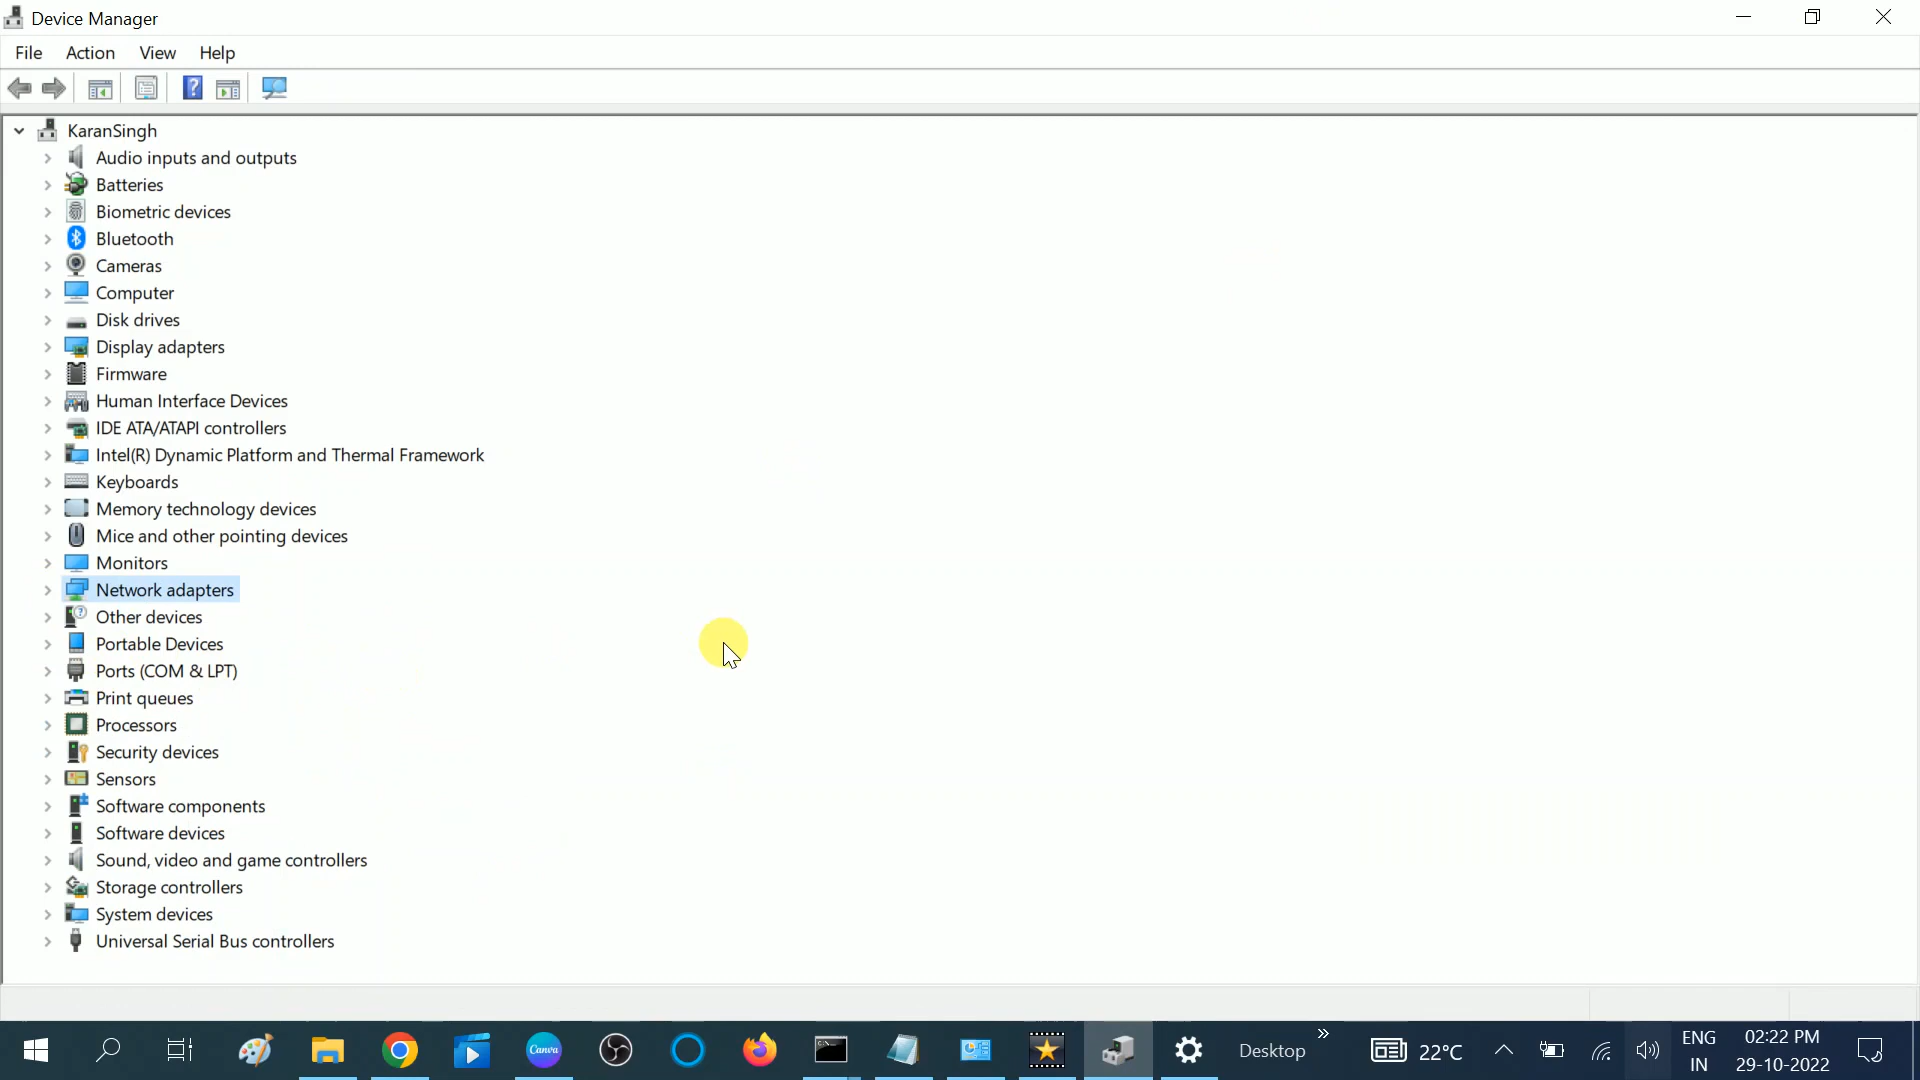 Device Manager
File Action View Help
KaranSingh
Audio inputs and outputs
Batteries
Biometric devices
Bluetooth
Cameras
Computer
Disk drives
Display adapters
Firmware
Human Interface Devices
IDE ATA/ATAPI controllers
Intel(R) Dynamic Platform and Thermal Framework
Keyboards
Memory technology devices
Mice and other pointing devices
Monitors
Network adapters
Other devices
Portable Devices
Ports (COM & LPT)
Print queues
Processors
Security devices
Sensors
Software components
Software devices
Sound, video and game controllers
Storage controllers
System devices
Universal Serial Bus controllers
Canva
Desktop
22°C
ENG
IN
02:22 PM
29-10-2022